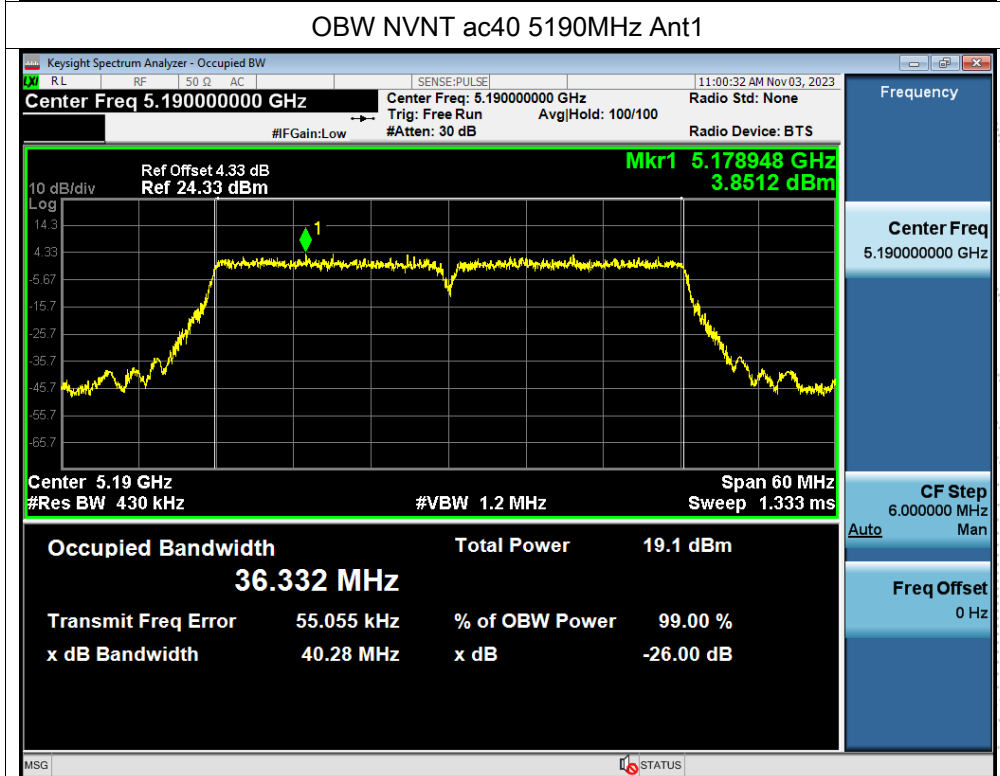 OBW NVNT ac40 5190MHz Ant1
Keysight Spectrum Analyzer - Occupied BW
LXI RL RF 50 Ω AC SENSE:PULSE 11:00:32 AM Nov 03, 2023
Center Freq 5.190000000 GHz Center Freq: 5.190000000 GHz Radio Std: None
Trig: Free Run Avg|Hold: 100/100
#IFGain:Low #Atten: 30 dB Radio Device: BTS
Frequency
Mkr1 5.178948 GHz
3.8512 dBm
Ref Offset 4.33 dB
10 dB/div Ref 24.33 dBm
Log
14.3
4.33
-5.67
-15.7
-25.7
-35.7
-45.7
-55.7
-65.7
1
Center 5.19 GHz Span 60 MHz
#Res BW 430 kHz #VBW 1.2 MHz Sweep 1.333 ms
Center Freq
5.190000000 GHz
CF Step
6.000000 MHz
Auto Man
Freq Offset
0 Hz
Occupied Bandwidth Total Power 19.1 dBm
36.332 MHz
Transmit Freq Error 55.055 kHz % of OBW Power 99.00 %
x dB Bandwidth 40.28 MHz x dB -26.00 dB
MSG STATUS